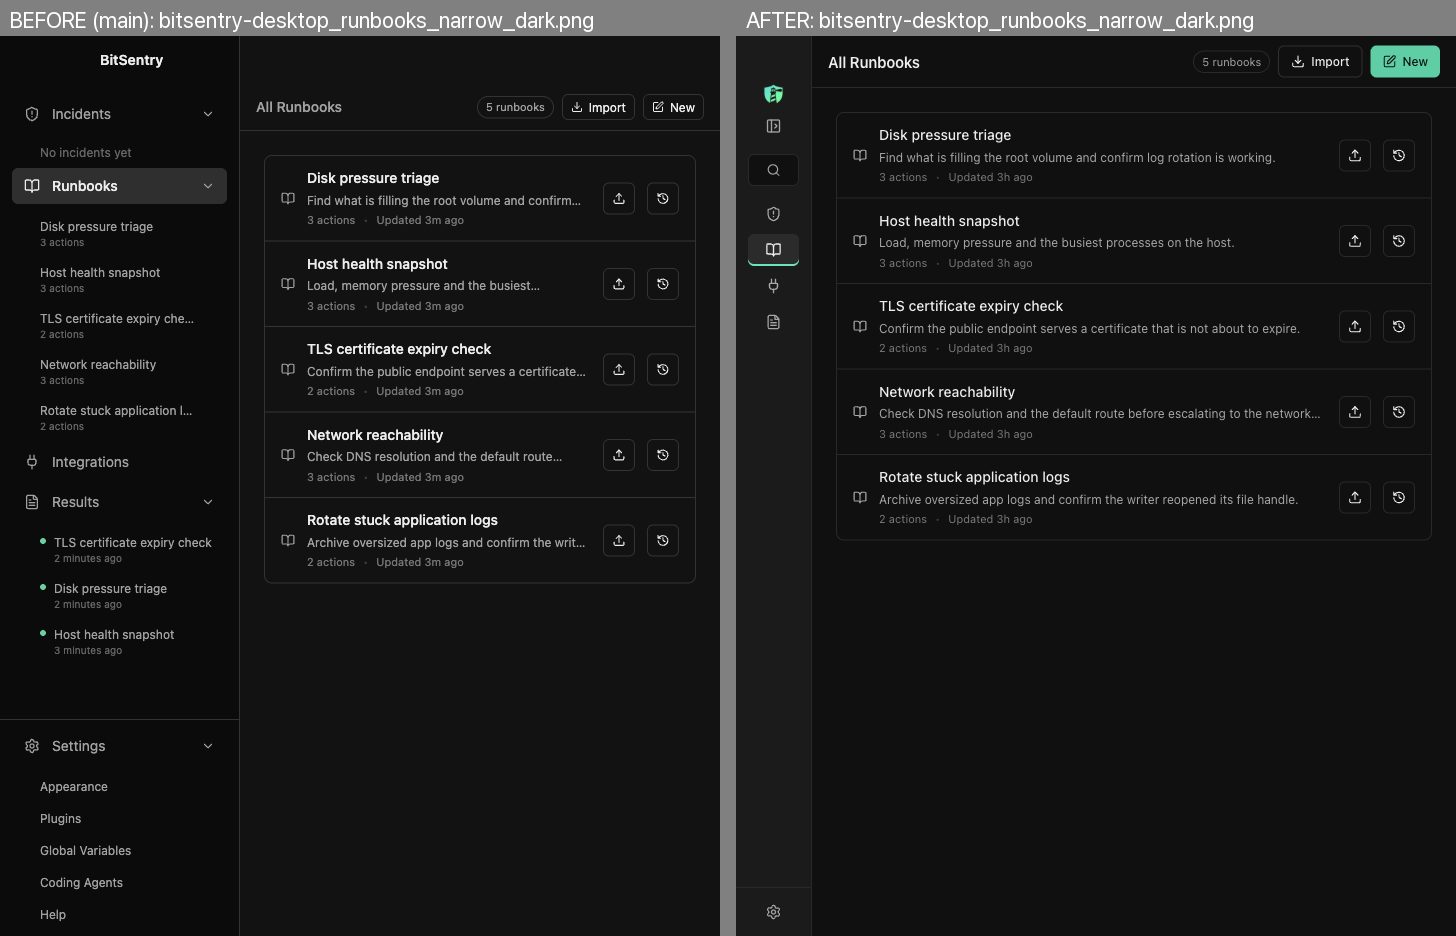 BEFORE (main): bitsentry-desktop_runbooks_narrow_dark.png
BitSentry
Incidents
No incidents yet
Runbooks
Disk pressure triage
3 actions
Host health snapshot
3 actions
TLS certificate expiry che...
2 actions
Network reachability
3 actions
Rotate stuck application l...
2 actions
Integrations
Results
TLS certificate expiry check
2 minutes ago
Disk pressure triage
2 minutes ago
Host health snapshot
3 minutes ago
Settings
Appearance
Plugins
Global Variables
Coding Agents
Help
All Runbooks
5 runbooks
Import
New
Disk pressure triage
Find what is filling the root volume and confirm...
3 actions · Updated 3m ago
Host health snapshot
Load, memory pressure and the busiest...
3 actions · Updated 3m ago
TLS certificate expiry check
Confirm the public endpoint serves a certificate...
2 actions · Updated 3m ago
Network reachability
Check DNS resolution and the default route...
3 actions · Updated 3m ago
Rotate stuck application logs
Archive oversized app logs and confirm the writ...
2 actions · Updated 3m ago
AFTER: bitsentry-desktop_runbooks_narrow_dark.png
All Runbooks
5 runbooks
Import
New
Disk pressure triage
Find what is filling the root volume and confirm log rotation is working.
3 actions · Updated 3h ago
Host health snapshot
Load, memory pressure and the busiest processes on the host.
3 actions · Updated 3h ago
TLS certificate expiry check
Confirm the public endpoint serves a certificate that is not about to expire.
2 actions · Updated 3h ago
Network reachability
Check DNS resolution and the default route before escalating to the network...
3 actions · Updated 3h ago
Rotate stuck application logs
Archive oversized app logs and confirm the writer reopened its file handle.
2 actions · Updated 3h ago